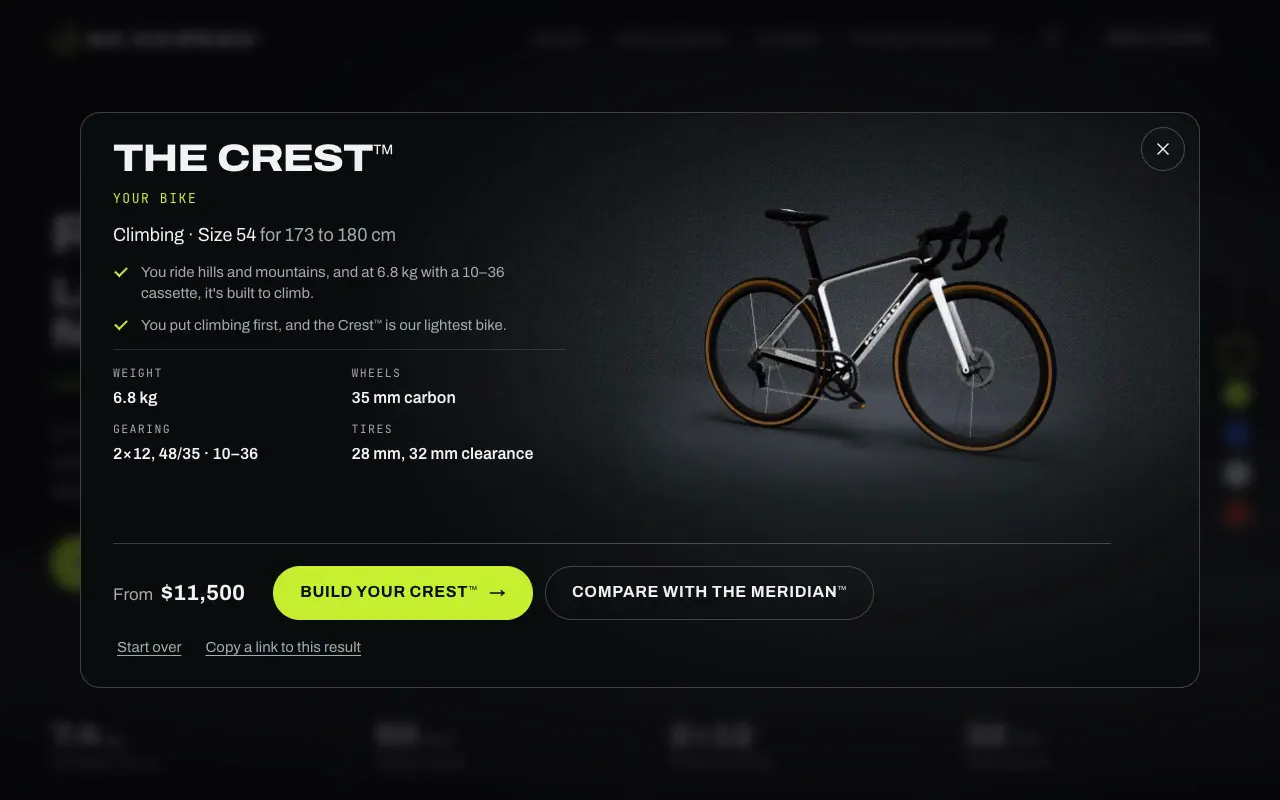 THE CREST™
YOUR BIKE
Climbing · Size 54 for 173 to 180 cm
You ride hills and mountains, and at 6.8 kg with a 10–36
cassette, it's built to climb.
You put climbing first, and the Crest™ is our lightest bike.
WEIGHT
6.8 kg
WHEELS
35 mm carbon
GEARING
2×12, 48/35 · 10–36
TIRES
28 mm, 32 mm clearance
From $11,500
BUILD YOUR CREST™ →
COMPARE WITH THE MERIDIAN™
Start over
Copy a link to this result